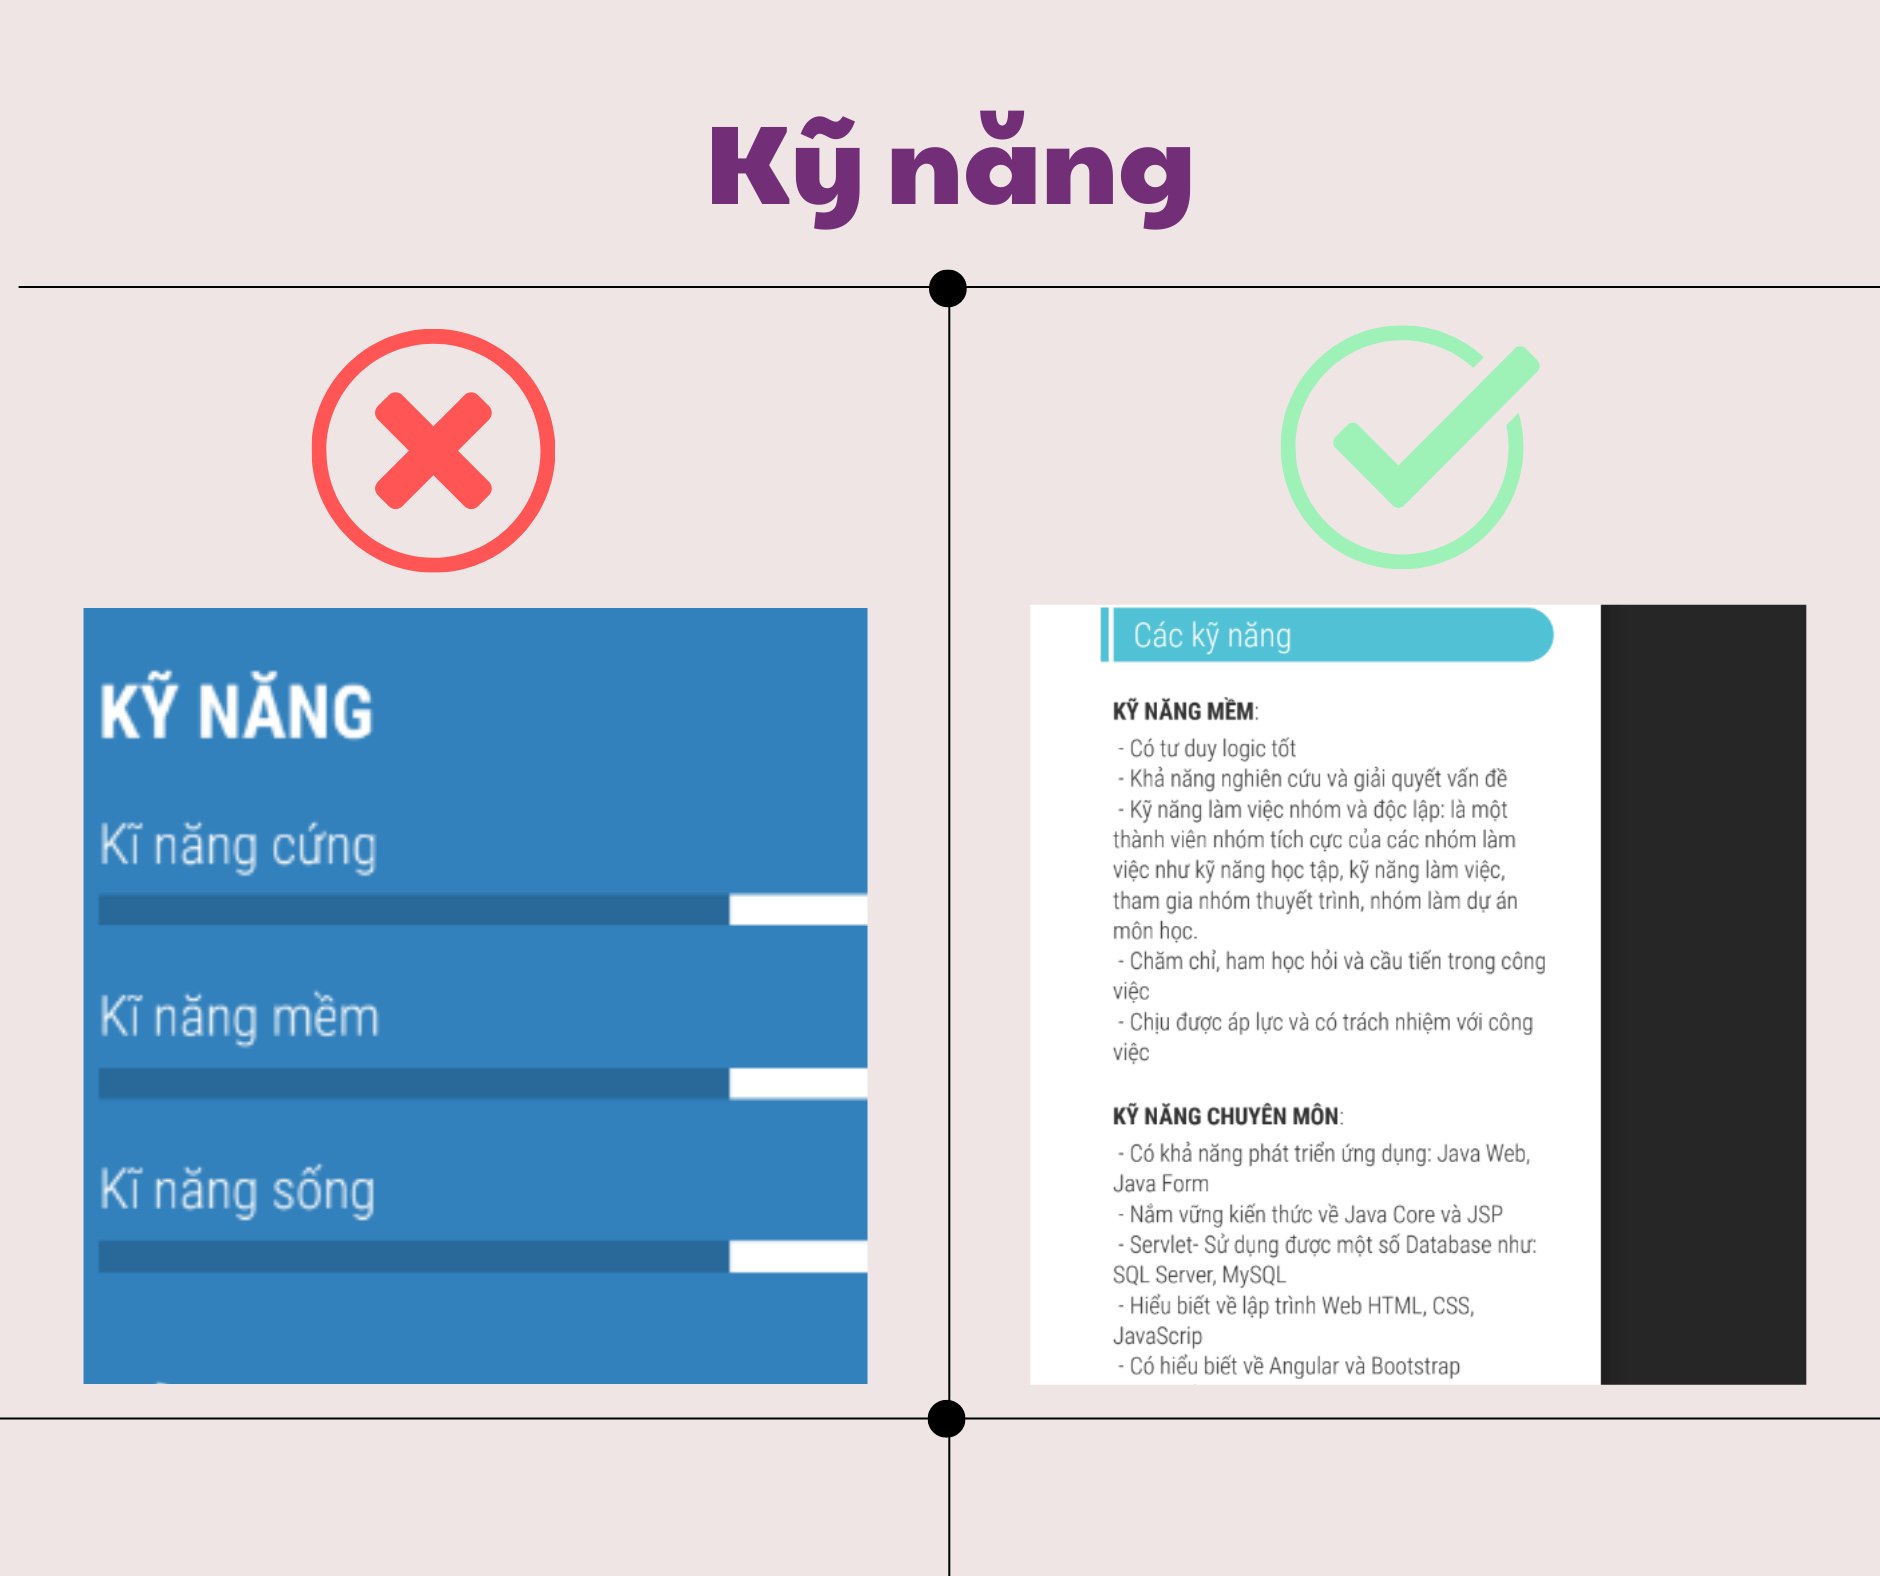 Kỹ năng
KỸ NĂNG
Kĩ năng cứng
Kĩ năng mềm
Kĩ năng sống
Các kỹ năng
KỸ NĂNG MỀM:
- Có tư duy logic tốt
- Khả năng nghiên cứu và giải quyết vấn đề
- Kỹ năng làm việc nhóm và độc lập: là một
thành viên nhóm tích cực của các nhóm làm
việc như kỹ năng học tập, kỹ năng làm việc,
tham gia nhóm thuyết trình, nhóm làm dự án
môn học.
- Chăm chỉ, ham học hỏi và cầu tiến trong công
việc
- Chịu được áp lực và có trách nhiệm với công
việc
KỸ NĂNG CHUYÊN MÔN:
- Có khả năng phát triển ứng dụng: Java Web,
Java Form
- Nắm vững kiến thức về Java Core và JSP
- Servlet- Sử dụng được một số Database như:
SQL Server, MySQL
- Hiểu biết về lập trình Web HTML, CSS,
JavaScrip
- Có hiểu biết về Angular và Bootstrap